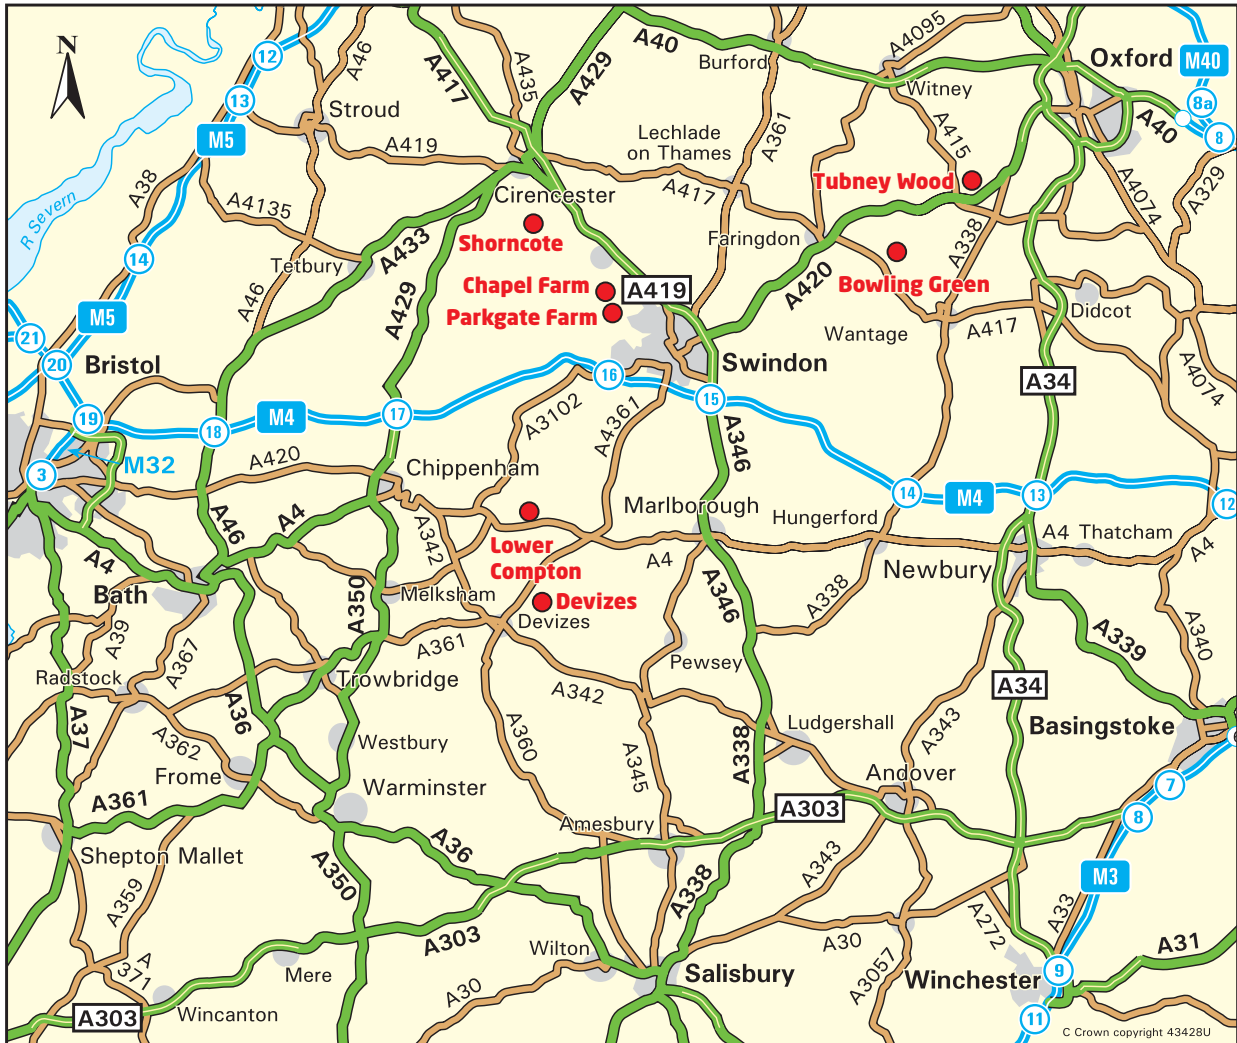 N
12
A46
A417
A435
A429
A40
Burford
A4095
Oxford
M40
Witney
8a
8
13
Stroud
M5
A419
Lechlade
on Thames
A361
A415
A40
A38
A4135
A417
Tubney Wood
A4074
A329
R Severn
Cirencester
Shorncote
A433
Faringdon
A338
14
Tetbury
A46
A429
Chapel Farm
A419
A420
Bowling Green
Parkgate Farm
M5
21
Wantage
A417
Didcot
20
Bristol
Swindon
16
A34
A4074
15
19
M4
17
18
A3102
A4361
A346
3
M32
A420
Chippenham
14
M4
13
12
Marlborough
Hungerford
A46
A4
A342
Lower
Compton
A4
A4
Thatcham
A4
A4
Newbury
Bath
A350
Melksham
Devizes
Devizes
A346
A338
A39
A367
A361
Pewsey
A339
A340
Radstock
Trowbridge
A342
A34
A37
A36
A362
Westbury
A360
A345
A338
Ludgershall
A343
Basingstoke
6
Frome
Warminster
Andover
7
A361
A303
8
Amesbury
Shepton Mallet
A350
A36
A338
A343
M3
A359
A303
A30
A272
A33
A31
A
371
Mere
Wilton
Salisbury
A3057
Winchester
9
A30
A303
Wincanton
11
C Crown copyright 43428U